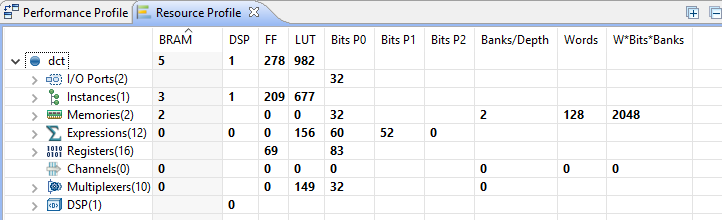 Performance Profile Resource Profile
BRAM DSP FF LUT Bits P0 Bits P1 Bits P2 Banks/Depth Words W*Bits*Banks
dct 5 1 278 982
I/O Ports(2) 32
Instances(1) 3 1 209 677
Memories(2) 2 0 0 32 2 128 2048
Expressions(12) 0 0 0 156 60 52 0
Registers(16) 69 83
Channels(0) 0 0 0 0 0 0 0
Multiplexers(10) 0 0 149 32 0
DSP(1) 0